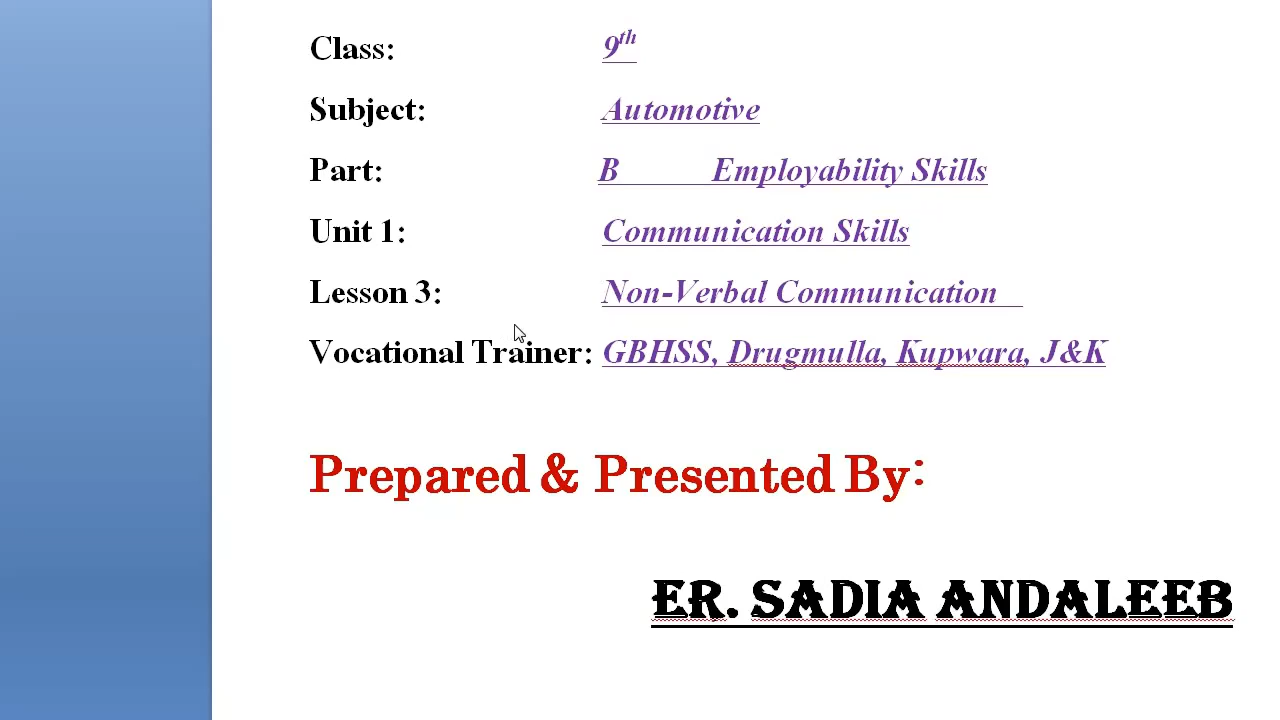 Class: 9th
Subject: Automotive
Part: B Employability Skills
Unit 1: Communication Skills
Lesson 3: Non-Verbal Communication
Vocational Trainer: GBHSS, Drugmulla, Kupwara, J&K
Prepared & Presented By:
ER. SADIA ANDALEEB